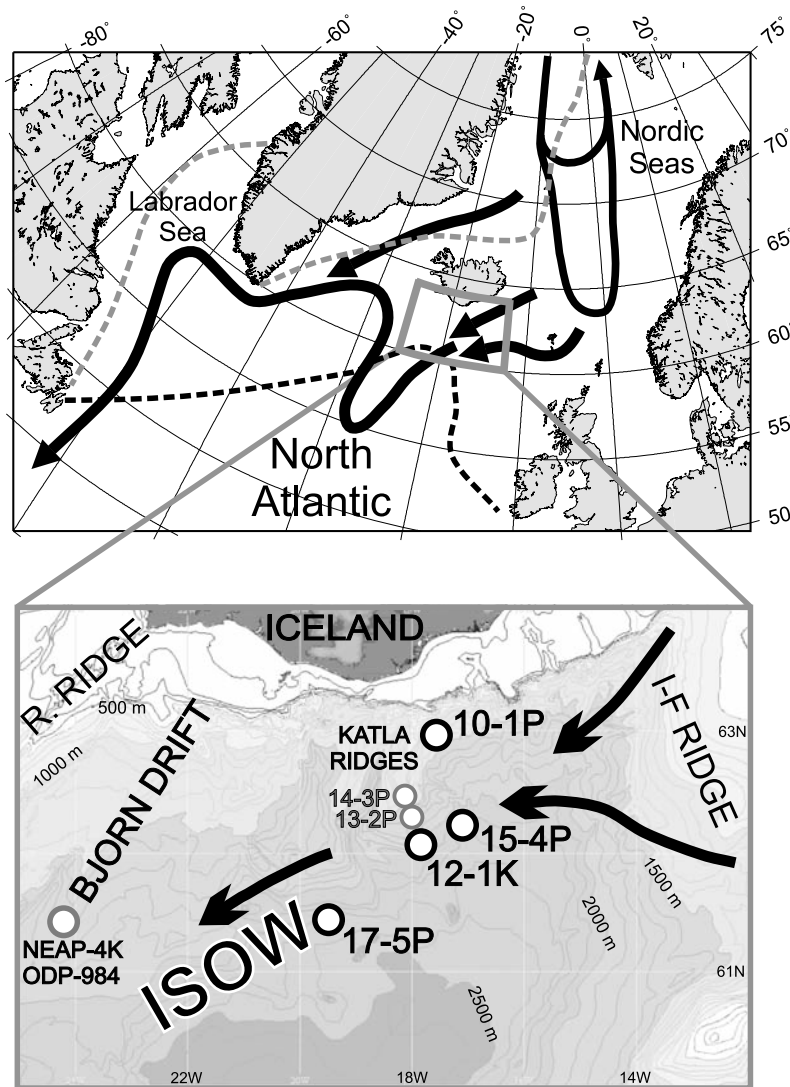 -80°
-60°
-40°
-20°
0°
20°
75°
70°
65°
60
55
50
Nordic
Seas
Labrador
Sea
North
Atlantic
ICELAND
R. RIDGE
500 m
1000 m
BJORN DRIFT
KATLA
RIDGES
10-1P
I-F RIDGE
63N
14-3P
13-2P
15-4P
12-1K
1500 m
2000 m
NEAP-4K
ODP-984
ISOW
17-5P
61N
2500 m
22W
18W
14W